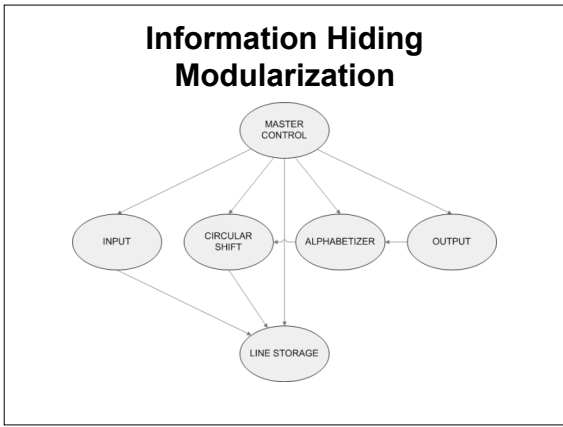 Information Hiding
Modularization
MASTER
CONTROL
INPUT
CIRCULAR
SHIFT
ALPHABETIZER
OUTPUT
LINE STORAGE